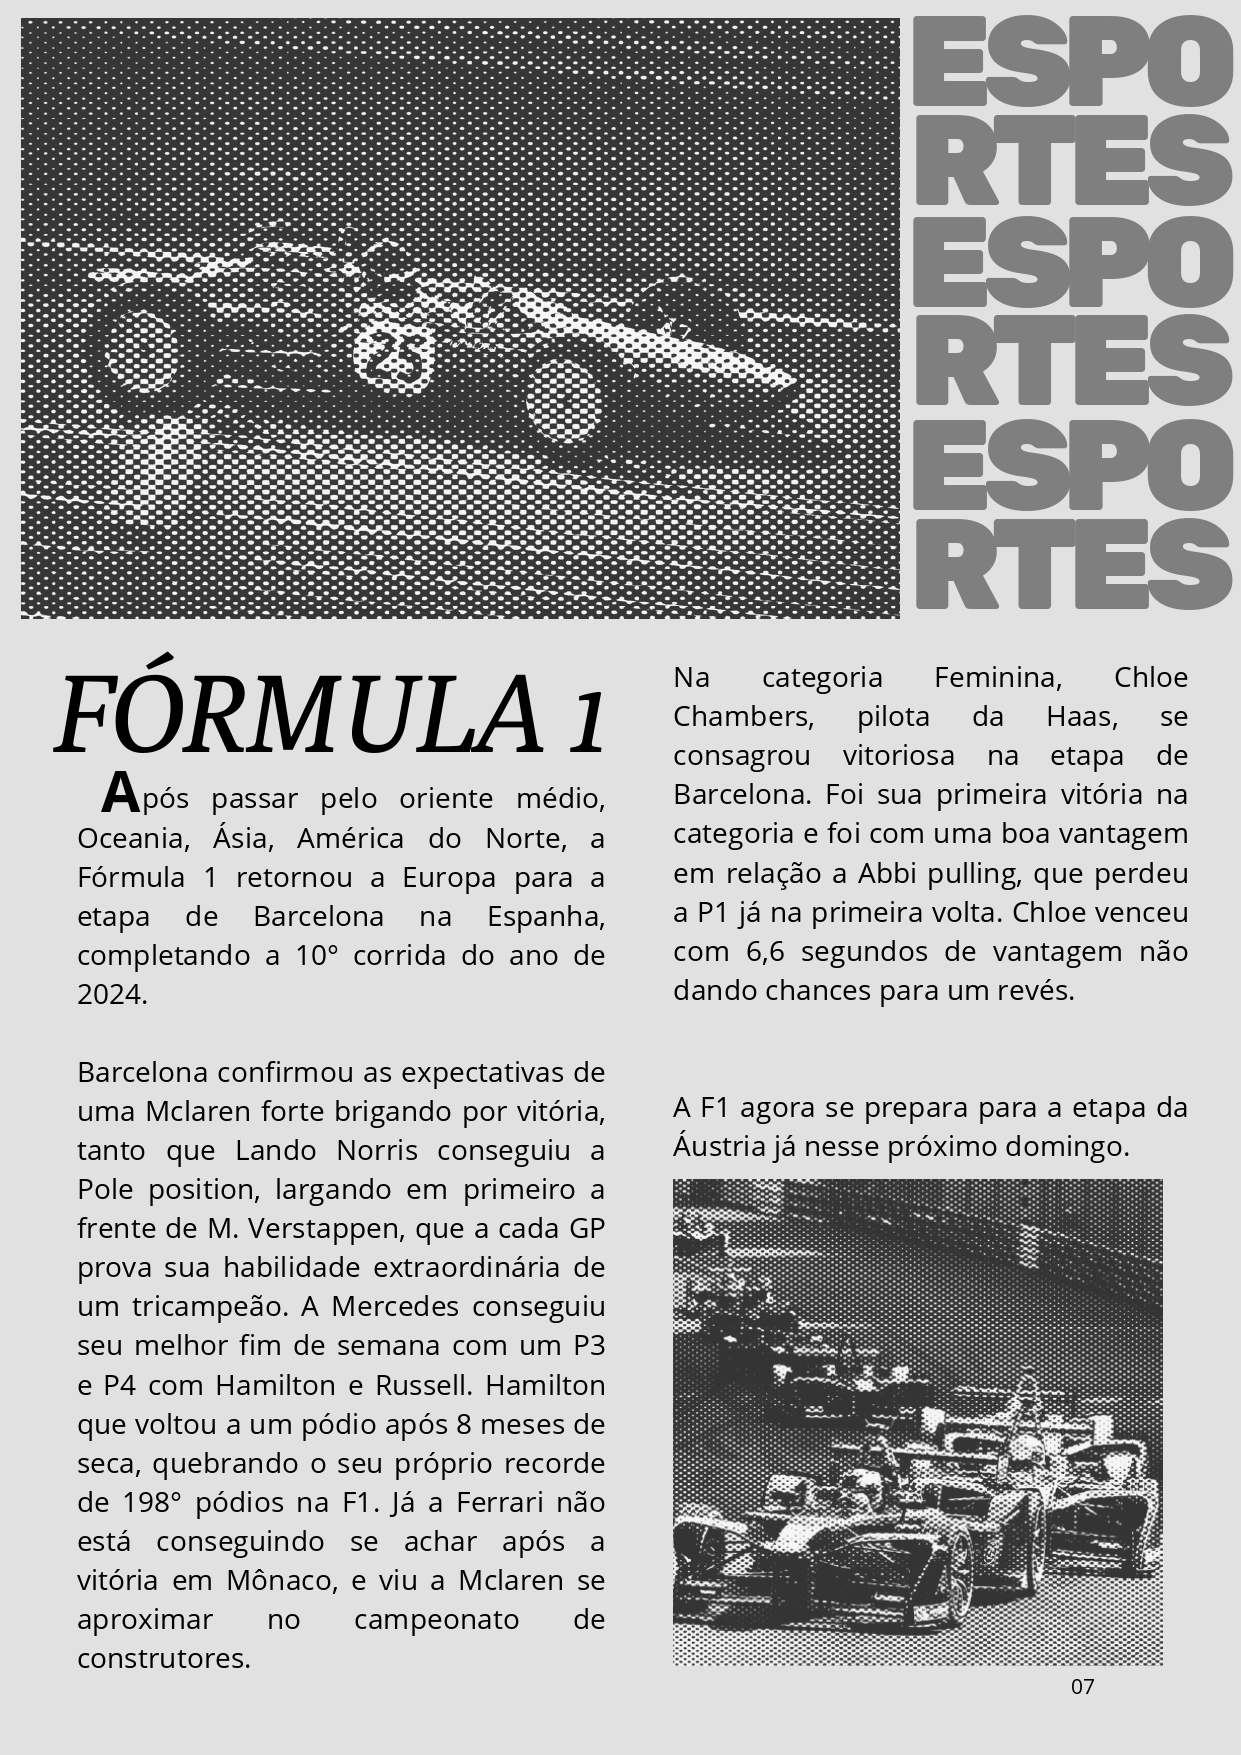 ESPO
RTES
ESPO
RTES
ESPO
RTES
25
FÓRMULA 1
Após passar pelo oriente médio,
Oceania, Ásia, América do Norte, a
Fórmula 1 retornou a Europa para a
etapa de Barcelona na Espanha,
completando a 10° corrida do ano de
2024.
Barcelona confirmou as expectativas de
uma Mclaren forte brigando por vitória,
tanto que Lando Norris conseguiu a
Pole position, largando em primeiro a
frente de M. Verstappen, que a cada GP
prova sua habilidade extraordinária de
um tricampeão. A Mercedes conseguiu
seu melhor fim de semana com um P3
e P4 com Hamilton e Russell. Hamilton
que voltou a um pódio após 8 meses de
seca, quebrando o seu próprio recorde
de 198° pódios na F1. Já a Ferrari não
está conseguindo se achar após a
vitória em Mônaco, e viu a Mclaren se
aproximar no campeonato de
construtores.
Na categoria Feminina, Chloe
Chambers, pilota da Haas, se
consagrou vitoriosa na etapa de
Barcelona. Foi sua primeira vitória na
categoria e foi com uma boa vantagem
em relação a Abbi pulling, que perdeu
a P1 já na primeira volta. Chloe venceu
com 6,6 segundos de vantagem não
dando chances para um revés.
A F1 agora se prepara para a etapa da
Áustria já nesse próximo domingo.
07